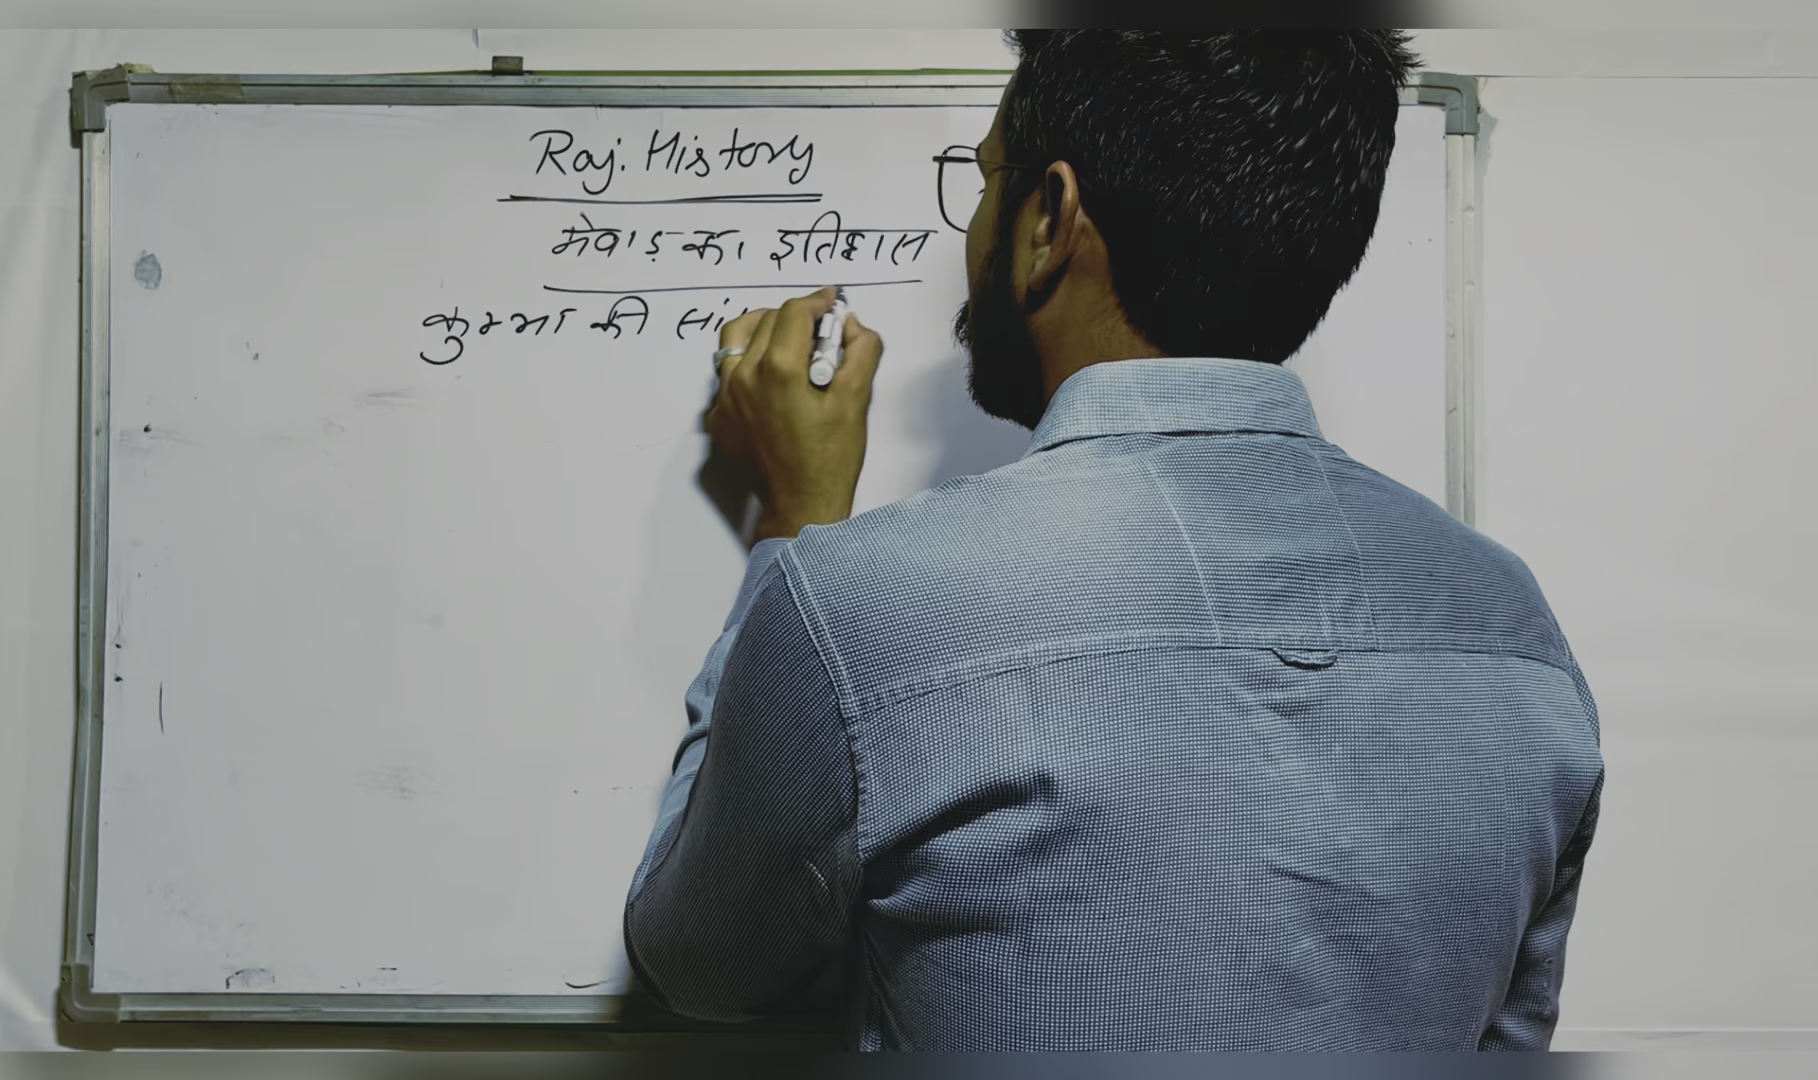 Raj. History
मेवाड़ का इतिहास
कुम्भा की